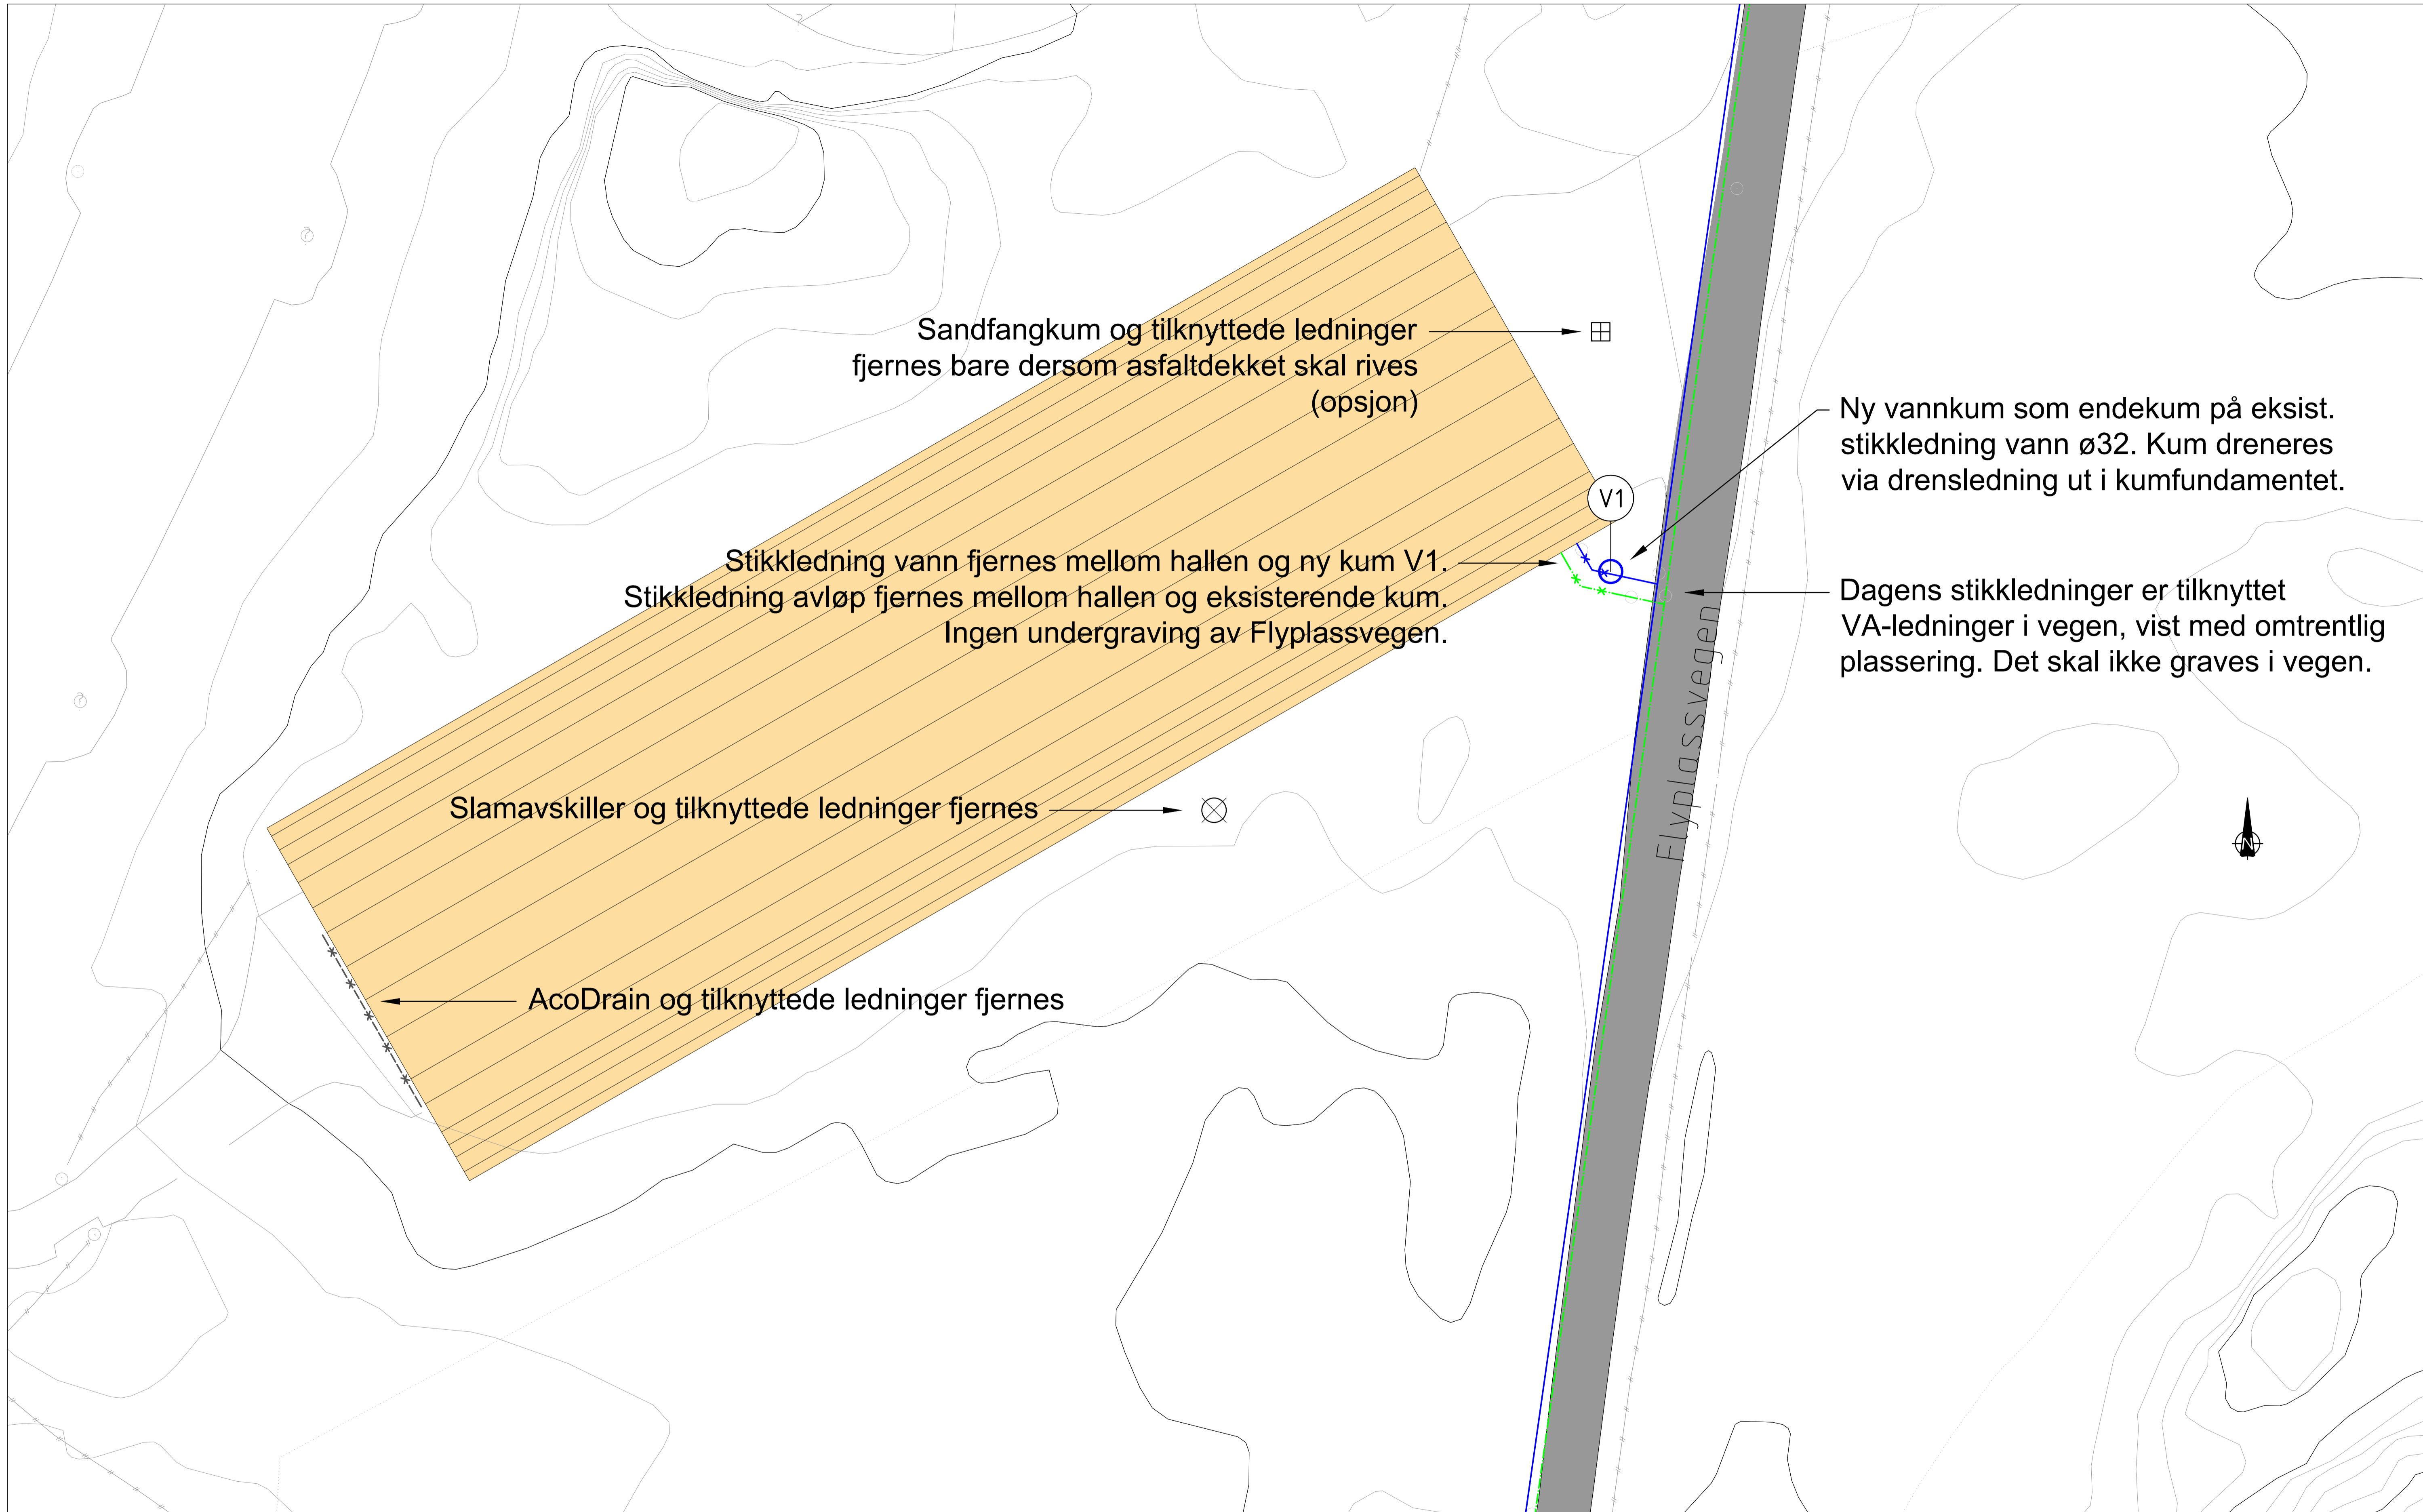 Sandfangkum og tilknyttede ledninger
fjernes bare dersom asfaltdekket skal rives
(opsjon)
Ny vannkum som endekum på eksist.
stikkledning vann ø32. Kum dreneres
via drensledning ut i kumfundamentet.
V1
Stikkledning vann fjernes mellom hallen og ny kum V1.
Stikkledning avløp fjernes mellom hallen og eksisterende kum.
Ingen undergraving av Flyplassvegen.
Dagens stikkledninger er tilknyttet
VA-ledninger i vegen, vist med omtrentlig
plassering. Det skal ikke graves i vegen.
Flyplassvegen
Slamavskiller og tilknyttede ledninger fjernes
N
AcoDrain og tilknyttede ledninger fjernes